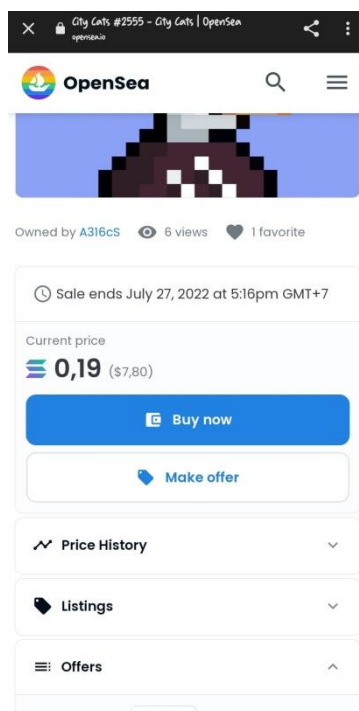 City Cats #2555 - City Cats | OpenSea
opensea.io
OpenSea
Owned by A316cS 6 views 1 favorite
Sale ends July 27, 2022 at 5:16pm GMT+7
Current price
0,19 ($7,80)
Buy now
Make offer
Price History
Listings
Offers